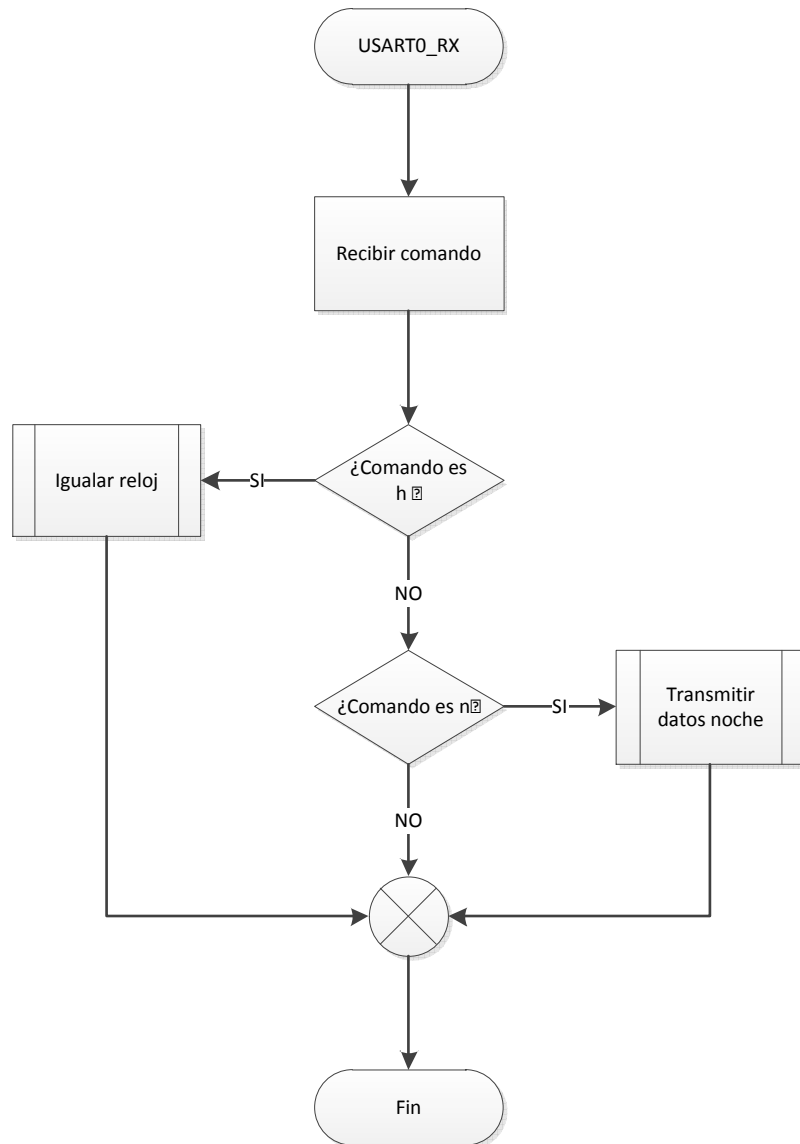 USART0_RX
Recibir comando
¿Comando es
h �
SI
Igualar reloj
NO
¿Comando es n�
SI
Transmitir
datos noche
NO
Fin